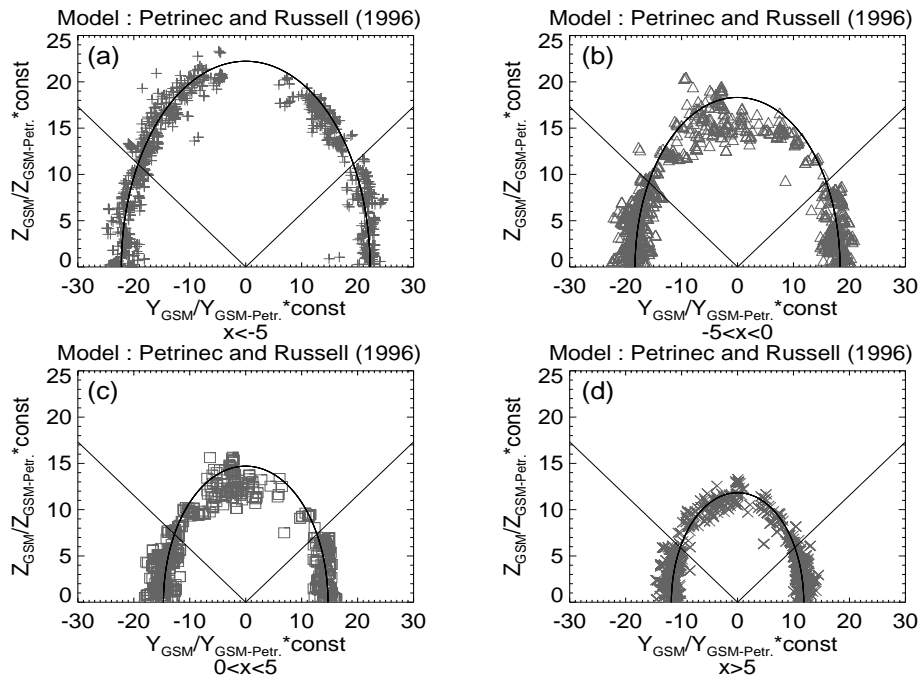 Model : Petrinec and Russell (1996)
(a)
25
20
15
10
5
0
Z_GSM/Z_GSM-Petr.*const
-30 -20 -10 0 10 20 30
Y_GSM/Y_GSM-Petr.*const
x<-5
Model : Petrinec and Russell (1996)
(b)
25
20
15
10
5
0
Z_GSM/Z_GSM-Petr.*const
-30 -20 -10 0 10 20 30
Y_GSM/Y_GSM-Petr.*const
-5<x<0
Model : Petrinec and Russell (1996)
(c)
25
20
15
10
5
0
Z_GSM/Z_GSM-Petr.*const
-30 -20 -10 0 10 20 30
Y_GSM/Y_GSM-Petr.*const
0<x<5
Model : Petrinec and Russell (1996)
(d)
25
20
15
10
5
0
Z_GSM/Z_GSM-Petr.*const
-30 -20 -10 0 10 20 30
Y_GSM/Y_GSM-Petr.*const
x>5